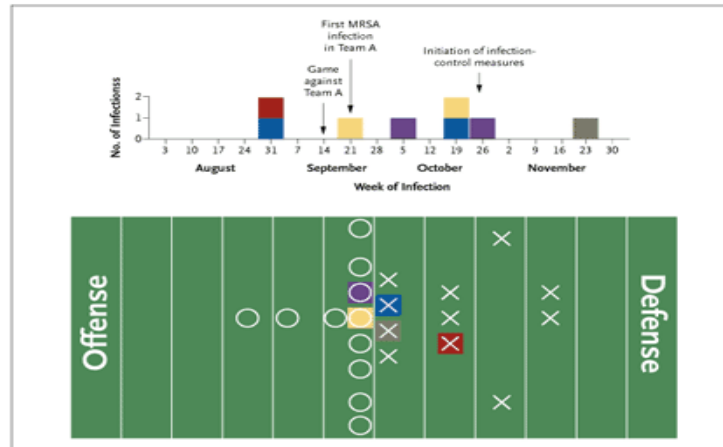 First MRSA
infection
in Team A
Game
against
Team A
Initiation of infection-
control measures
No. of Infectionss
2
1
0
3 10 17 24 31 7 14 21 28 5 12 19 26 2 9 16 23 30
August September October November
Week of Infection
Offense
Defense